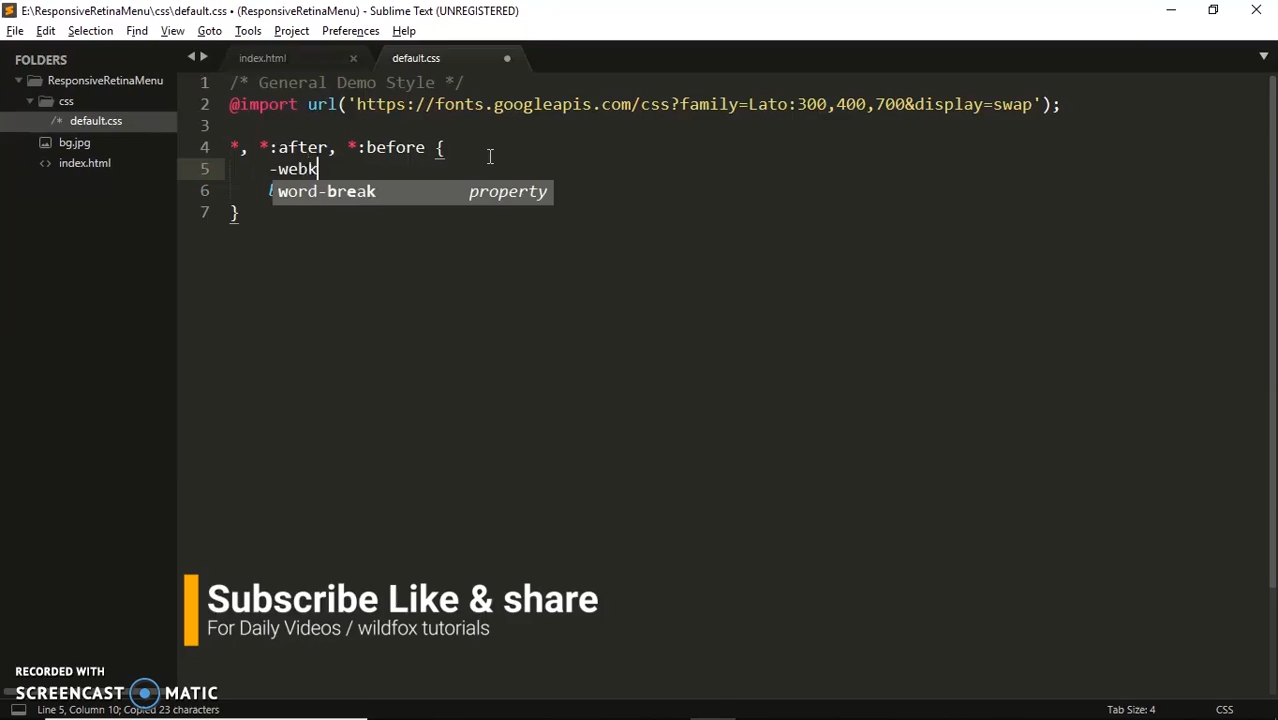 E:\ResponsiveRetinaMenu\css\default.css • (ResponsiveRetinaMenu) - Sublime Text (UNREGISTERED)
File Edit Selection Find View Goto Tools Project Preferences Help
FOLDERS
ResponsiveRetinaMenu
css
/* default.css
bg.jpg
<> index.html
index.html
default.css
1 /* General Demo Style */
2 @import url('https://fonts.googleapis.com/css?family=Lato:300,400,700&display=swap');
3
4 *, *:after, *:before {
5 -webk
6
word-break property
7 }
Subscribe Like & share
For Daily Videos / wildfox tutorials
RECORDED WITH
SCREENCAST MATIC
Line 5, Column 10; Copied 23 characters
Tab Size: 4
CSS